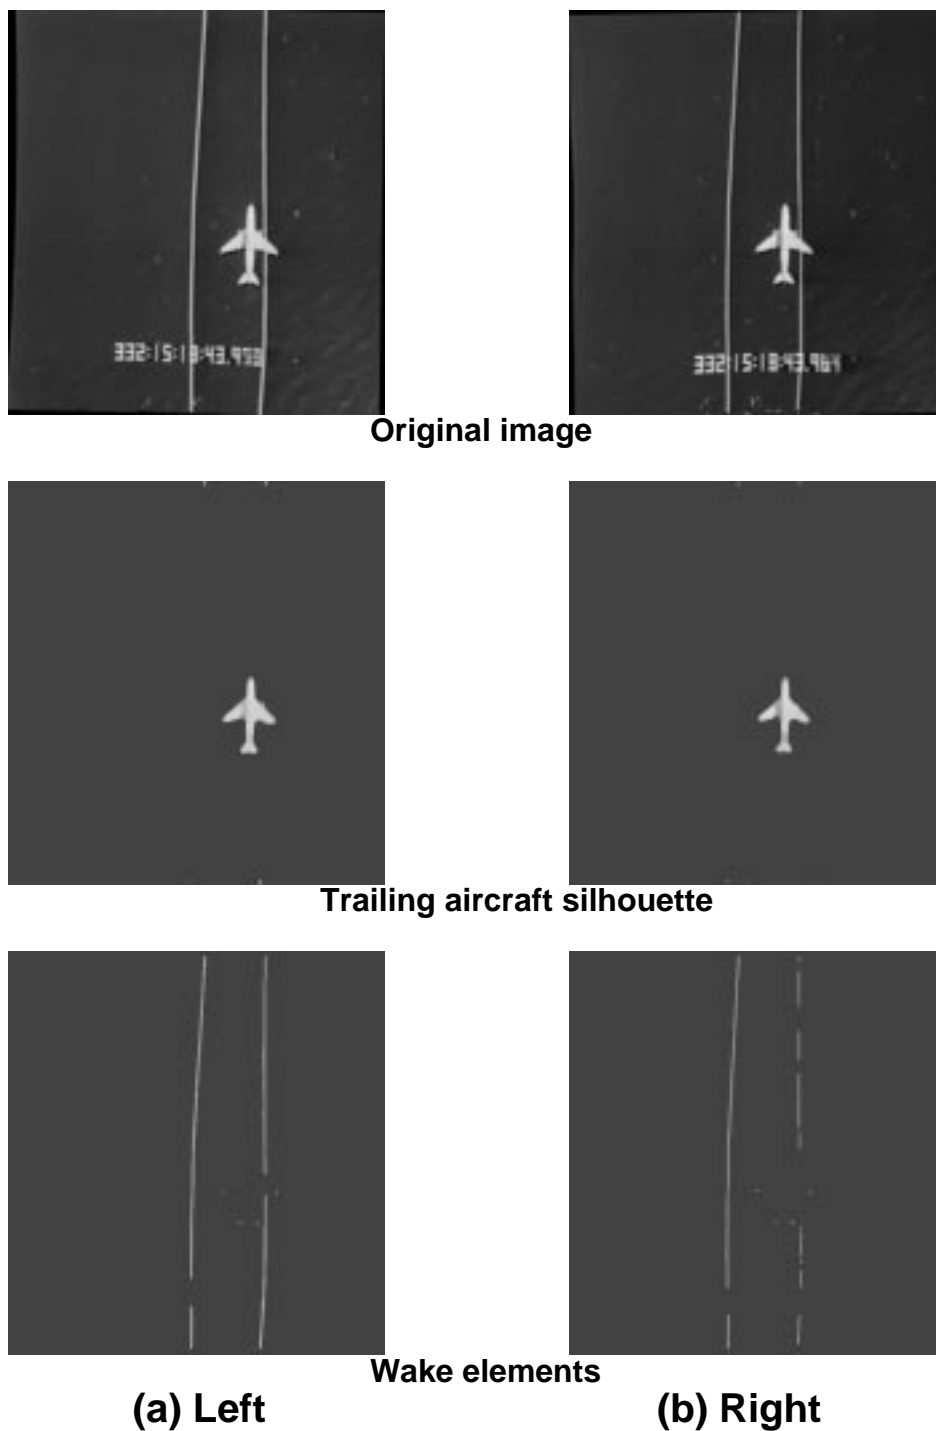 332:15:18:43.953 332:15:18:43.964
Original image
Trailing aircraft silhouette
Wake elements
(a) Left (b) Right